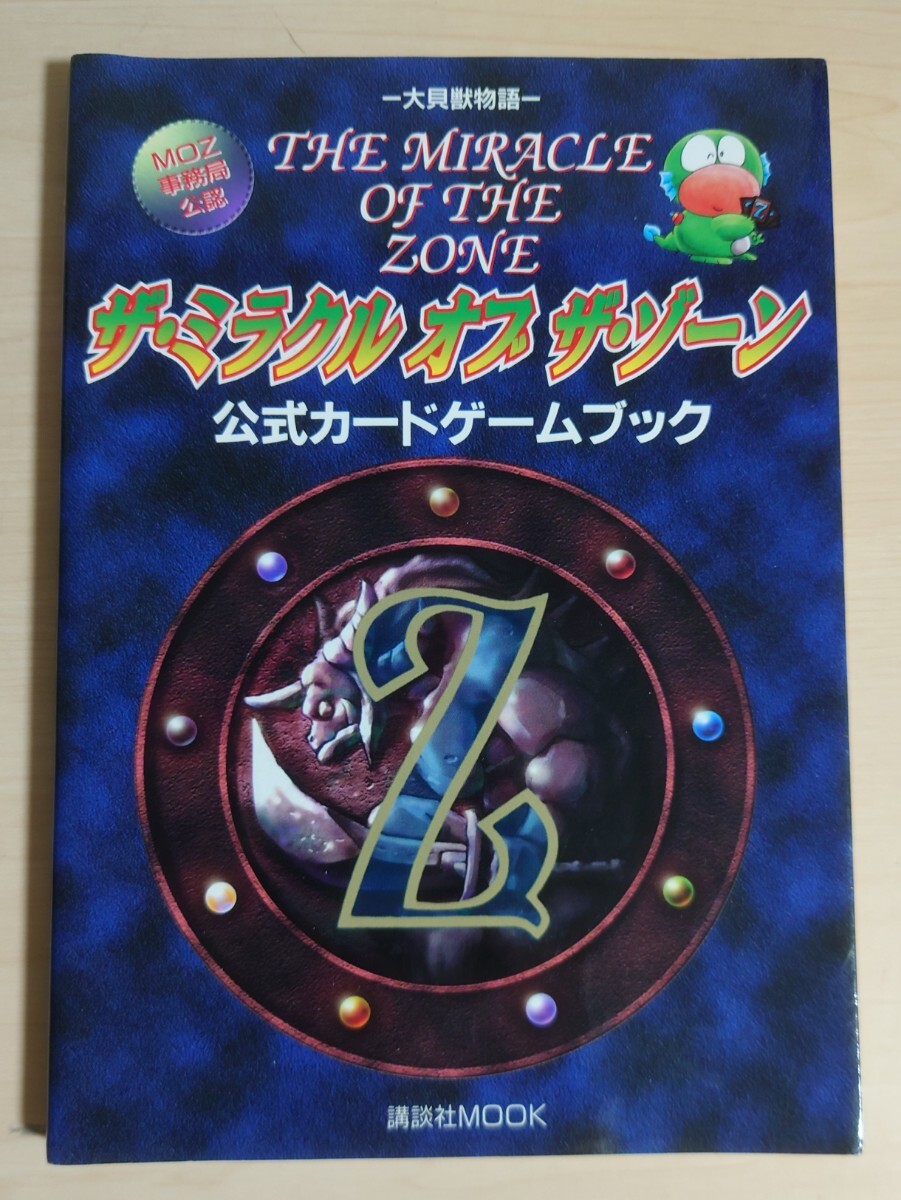 ー大貝獣物語ー
MOZ
事務局
公認
THE MIRACLE
OF THE
ZONE
ザ・ミラクル オブ ザ・ゾーン
公式カードゲームブック
Z
講談社MOOK